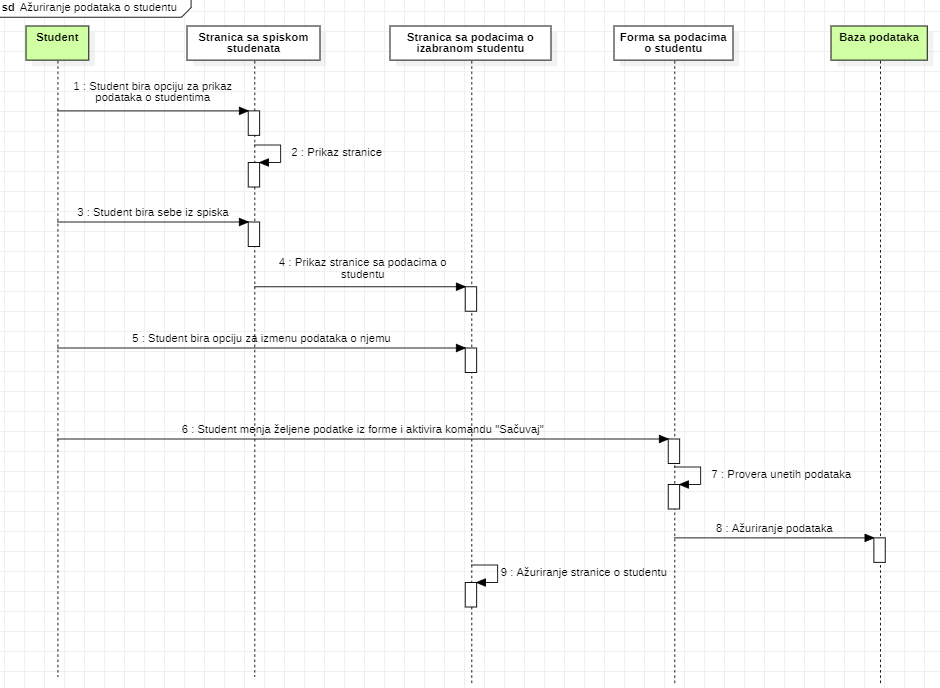 sd Ažuriranje podataka o studentu
Student
Stranica sa spiskom
studenata
Stranica sa podacima o
izabranom studentu
Forma sa podacima
o studentu
Baza podataka
1 : Student bira opciju za prikaz
podataka o studentima
2 : Prikaz stranice
3 : Student bira sebe iz spiska
4 : Prikaz stranice sa podacima o
studentu
5 : Student bira opciju za izmenu podataka o njemu
6 : Student menja željene podatke iz forme i aktivira komandu "Sačuvaj"
7 : Provera unetih podataka
8 : Ažuriranje podataka
9 : Ažuriranje stranice o studentu